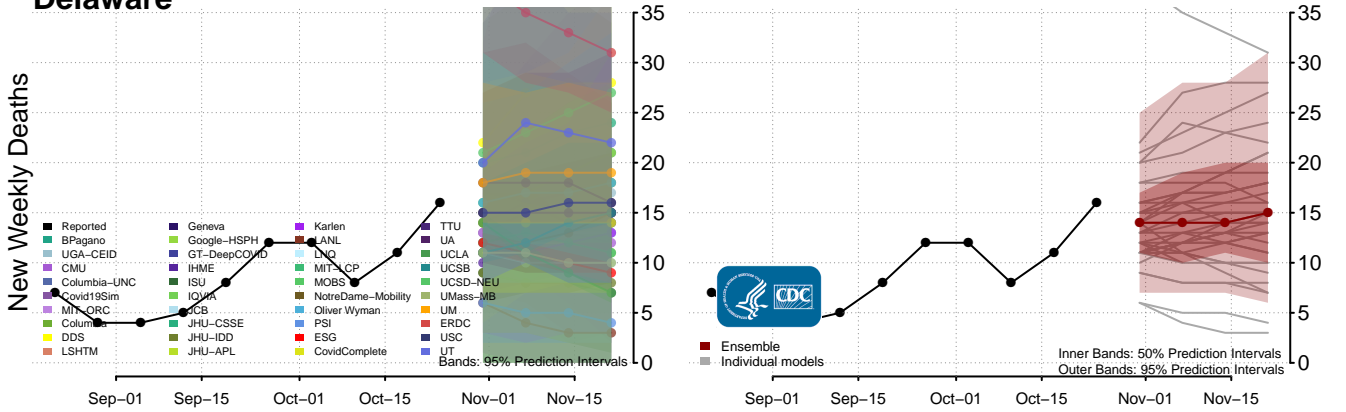 Delaware
New Weekly Deaths
35
30
25
20
15
10
5
0
Reported
BPagano
UGA−CEID
CMU
Columbia−UNC
Covid19Sim
MIT−ORC
Columbia
DDS
LSHTM
Geneva
Google−HSPH
GT−DeepCOVID
IHME
ISU
IQVIA
JCB
JHU−CSSE
JHU−IDD
JHU−APL
Karlen
LANL
LNQ
MIT−LCP
MOBS
NotreDame−Mobility
Oliver Wyman
PSI
ESG
CovidComplete
TTU
UA
UCLA
UCSB
UCSD−NEU
UMass−MB
UM
ERDC
USC
UT
Bands: 95% Prediction Intervals
Sep−01
Sep−15
Oct−01
Oct−15
Nov−01
Nov−15
35
30
25
20
15
10
5
0
CDC
Ensemble
Individual models
Inner Bands: 50% Prediction Intervals
Outer Bands: 95% Prediction Intervals
Sep−01
Sep−15
Oct−01
Oct−15
Nov−01
Nov−15